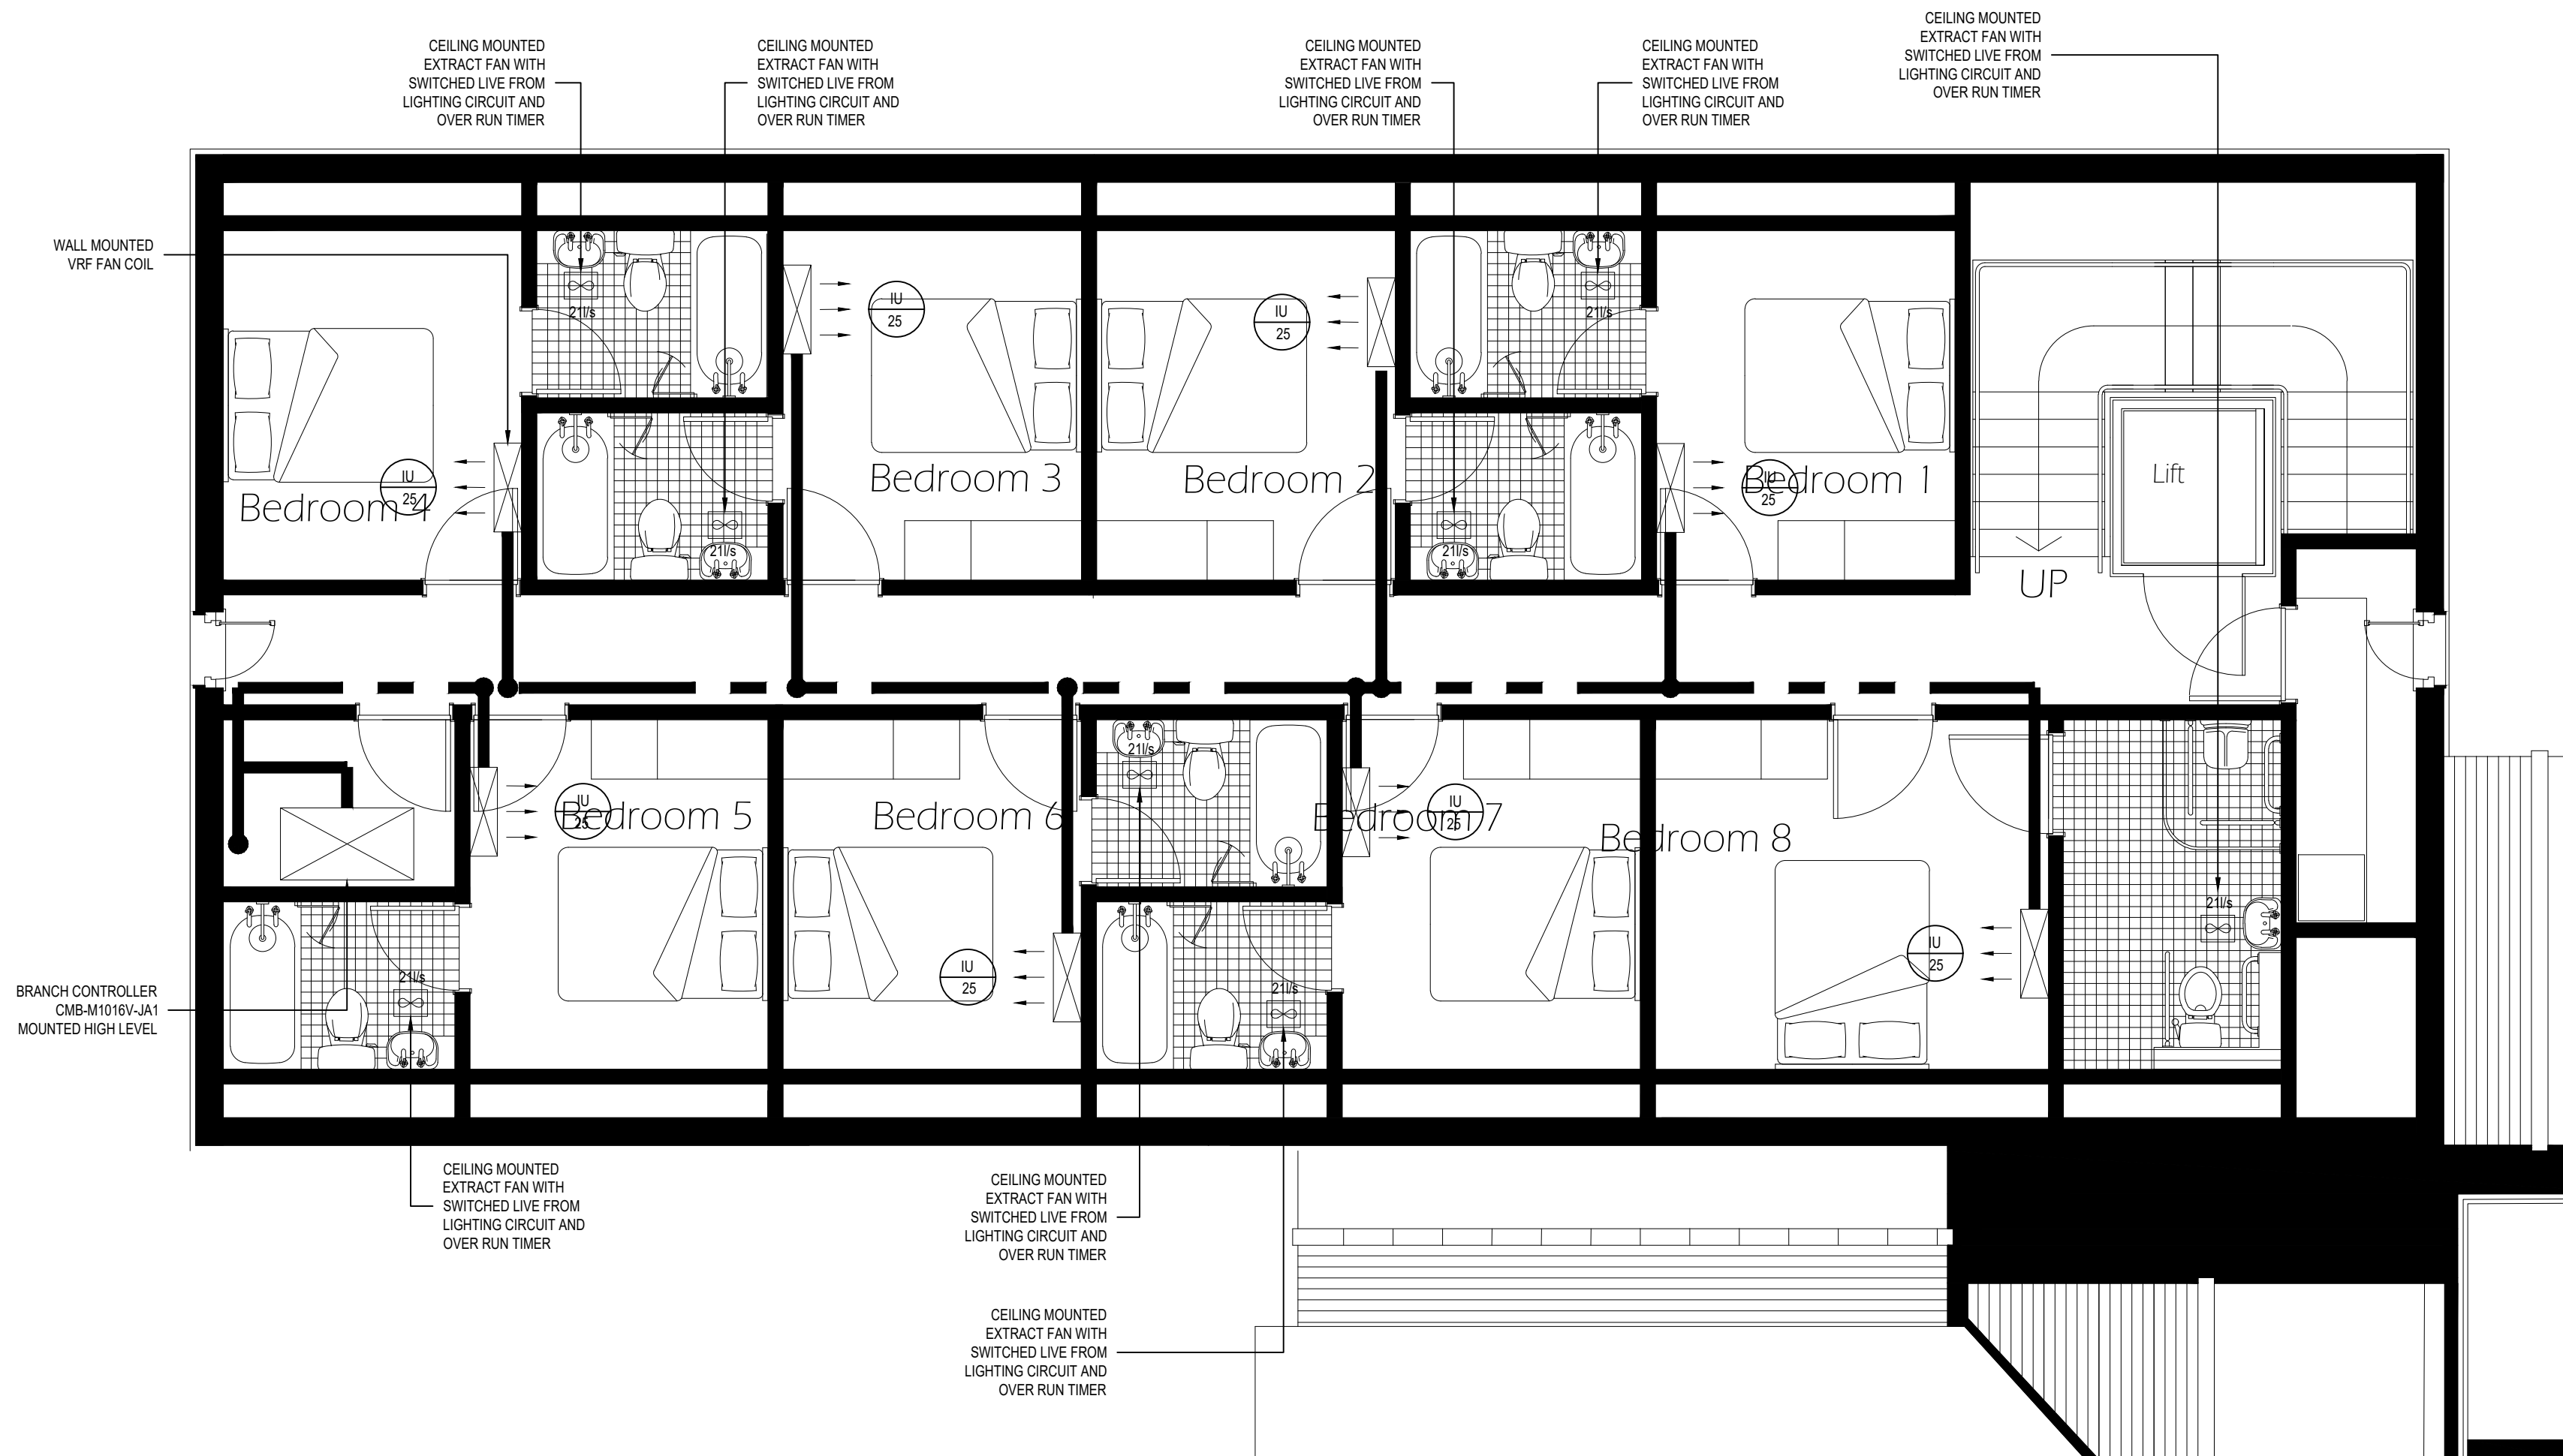 CEILING MOUNTED
EXTRACT FAN WITH
SWITCHED LIVE FROM
LIGHTING CIRCUIT AND
OVER RUN TIMER
CEILING MOUNTED
EXTRACT FAN WITH
SWITCHED LIVE FROM
LIGHTING CIRCUIT AND
OVER RUN TIMER
CEILING MOUNTED
EXTRACT FAN WITH
SWITCHED LIVE FROM
LIGHTING CIRCUIT AND
OVER RUN TIMER
CEILING MOUNTED
EXTRACT FAN WITH
SWITCHED LIVE FROM
LIGHTING CIRCUIT AND
OVER RUN TIMER
CEILING MOUNTED
EXTRACT FAN WITH
SWITCHED LIVE FROM
LIGHTING CIRCUIT AND
OVER RUN TIMER
WALL MOUNTED
VRF FAN COIL
21l/s
IU
25
IU
25
21l/s
IU
25
Bedroom 4
Bedroom 3
Bedroom 2
IU
25
Bedroom 1
Lift
21l/s
21l/s
UP
IU
25
Bedroom 5
Bedroom 6
21l/s
IU
25
Bedroom 7
Bedroom 8
21l/s
IU
25
IU
25
21l/s
21l/s
BRANCH CONTROLLER
CMB-M1016V-JA1
MOUNTED HIGH LEVEL
CEILING MOUNTED
EXTRACT FAN WITH
SWITCHED LIVE FROM
LIGHTING CIRCUIT AND
OVER RUN TIMER
CEILING MOUNTED
EXTRACT FAN WITH
SWITCHED LIVE FROM
LIGHTING CIRCUIT AND
OVER RUN TIMER
CEILING MOUNTED
EXTRACT FAN WITH
SWITCHED LIVE FROM
LIGHTING CIRCUIT AND
OVER RUN TIMER